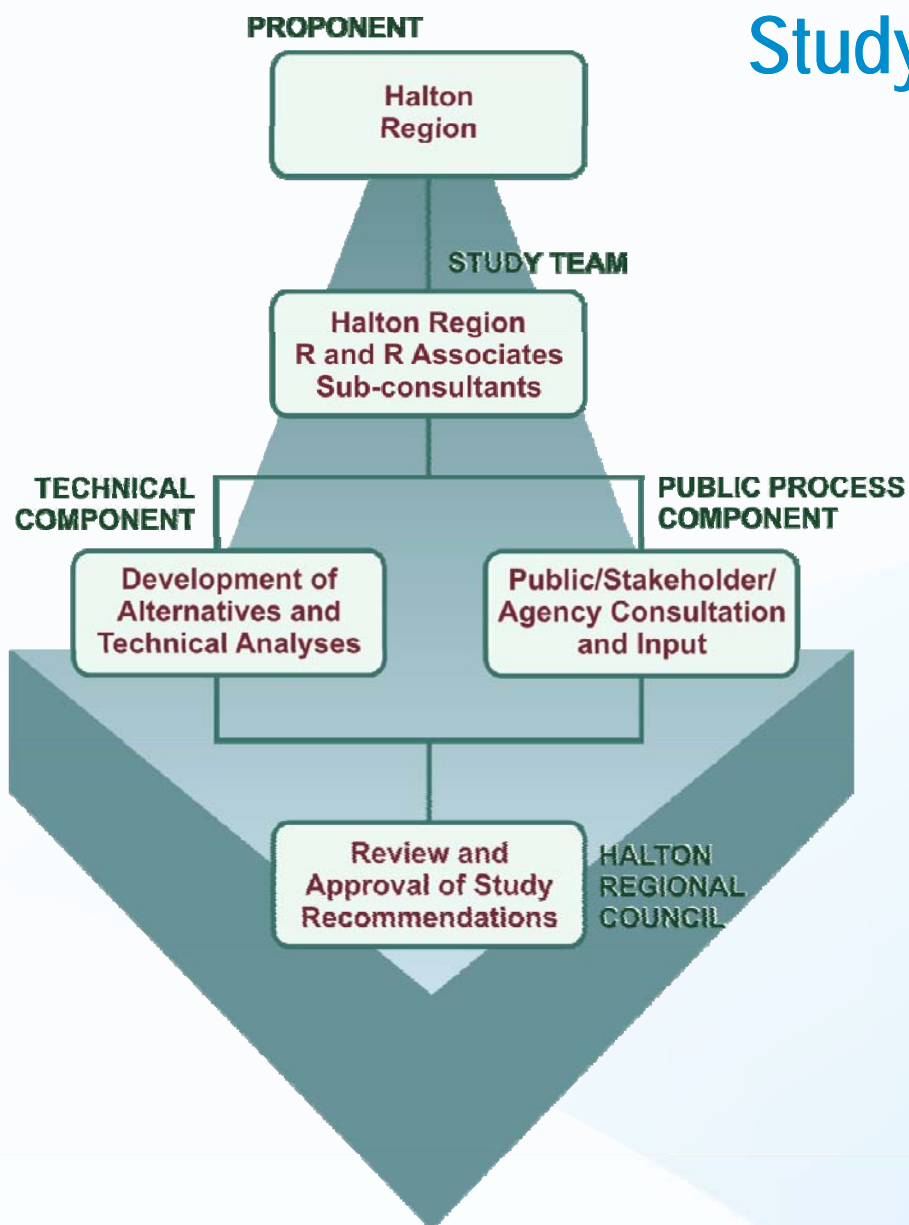 PROPONENT
Study
Halton
Region
STUDY TEAM
Halton Region
R and R Associates
Sub-consultants
TECHNICAL
COMPONENT
PUBLIC PROCESS
COMPONENT
Development of
Alternatives and
Technical Analyses
Public/Stakeholder/
Agency Consultation
and Input
Review and
Approval of Study
Recommendations
HALTON
REGIONAL
COUNCIL